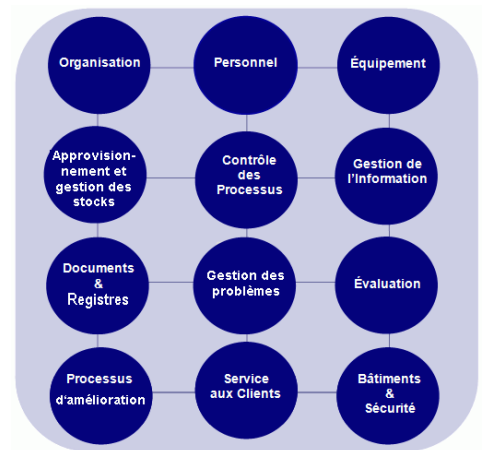 Organisation
Personnel
Équipement
Approvision-
nement et
gestion des
stocks
Contrôle
des
Processus
Gestion de
l'Information
Documents
&
Registres
Gestion des
problèmes
Évaluation
Processus
d'amélioration
Service
aux Clients
Bâtiments
&
Sécurité